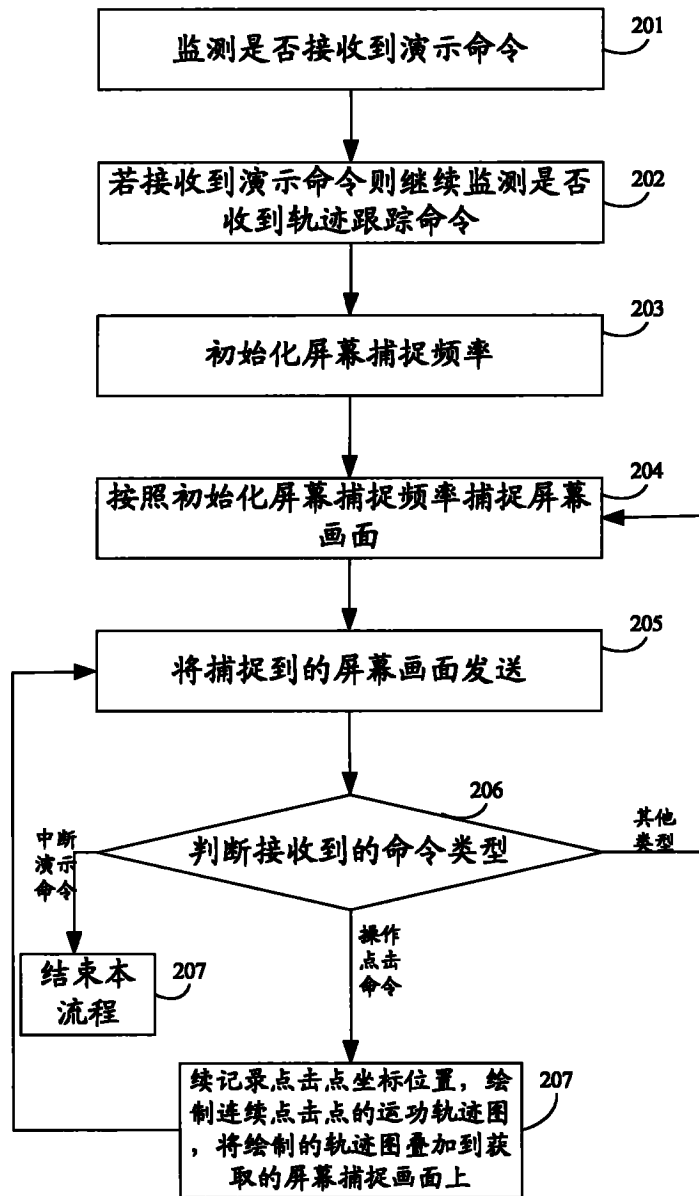 监测是否接收到演示命令
201
若接收到演示命令则继续监测是否
收到轨迹跟踪命令
202
初始化屏幕捕捉频率
203
按照初始化屏幕捕捉频率捕捉屏幕
画面
204
将捕捉到的屏幕画面发送
205
206
判断接收到的命令类型
中断
演示
命令
其他
类型
操作
点击
命令
结束本
流程
207
续记录点击点坐标位置，绘
制连续点击点的运功轨迹图
，将绘制的轨迹图叠加到获
取的屏幕捕捉画面上
207